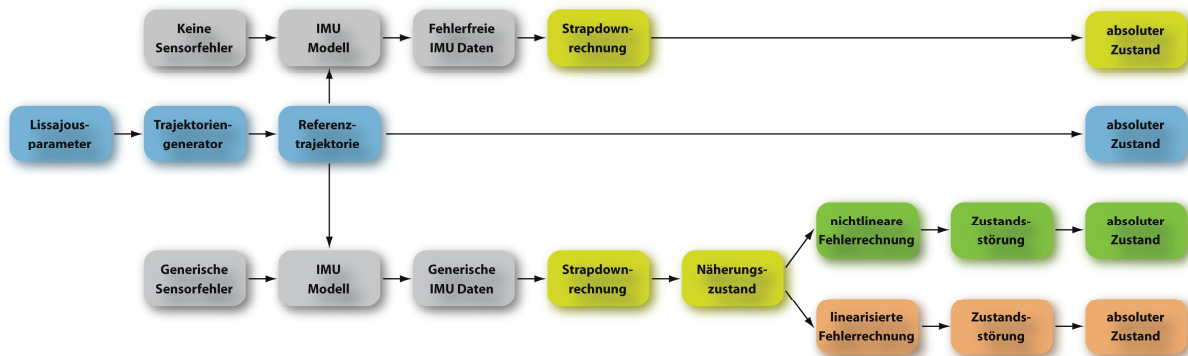 Keine
Sensorfehler
IMU
Modell
Fehlerfreie
IMU Daten
Strapdown-
rechnung
absoluter
Zustand
Lissajous-
parameter
Trajektorien-
generator
Referenz-
trajektorie
absoluter
Zustand
nichtlineare
Fehlerrechnung
Zustands-
störung
absoluter
Zustand
Generische
Sensorfehler
IMU
Modell
Generische
IMU Daten
Strapdown-
rechnung
Näherungs-
zustand
linearisierte
Fehlerrechnung
Zustands-
störung
absoluter
Zustand